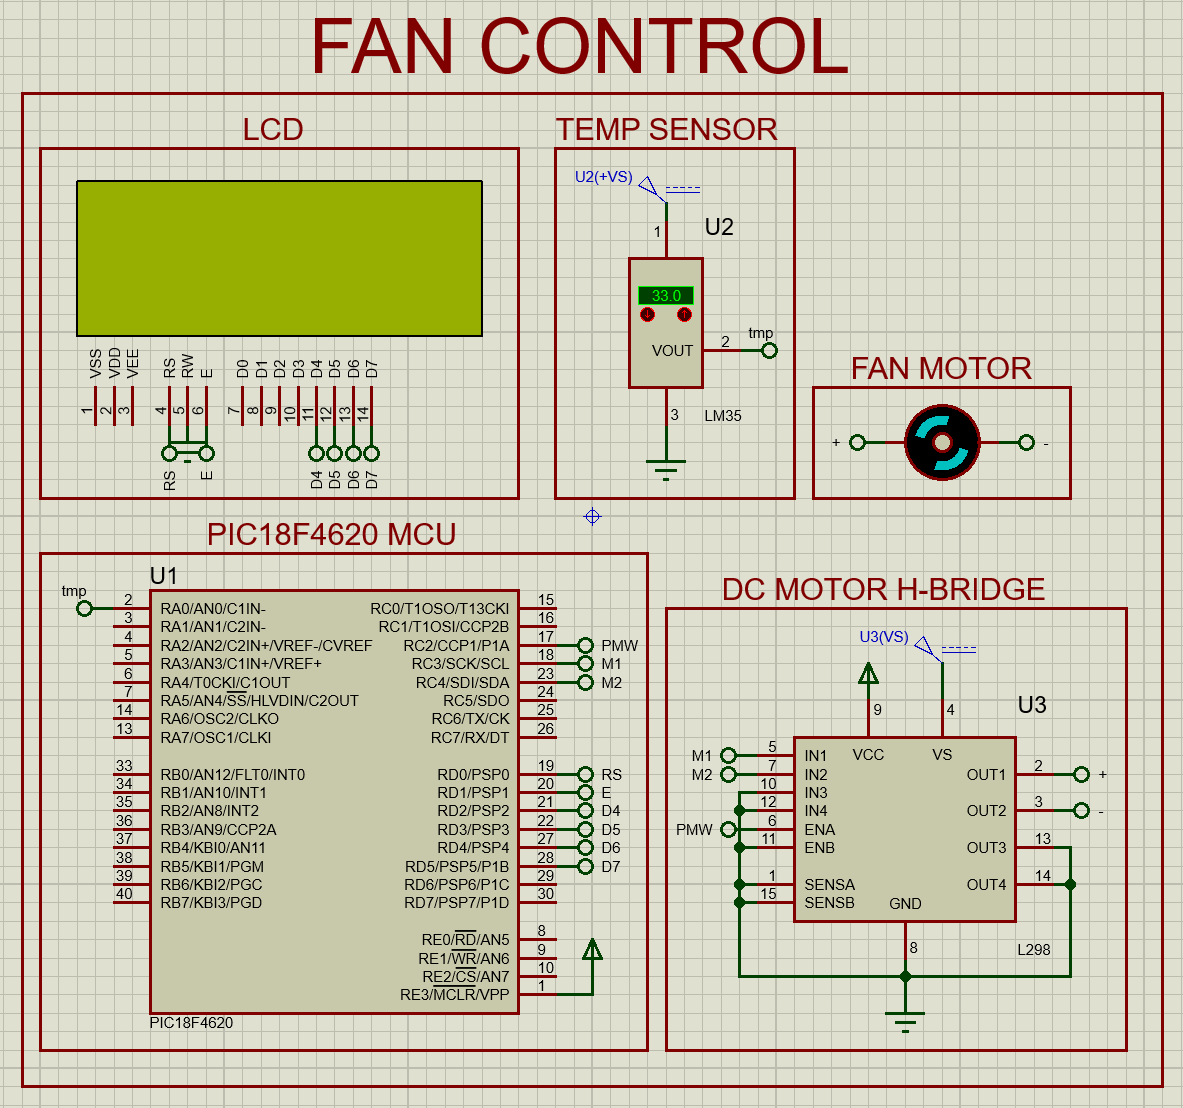 FAN CONTROL
LCD
VSS VDD VEE RS RW E D0 D1 D2 D3 D4 D5 D6 D7
1 2 3 4 5 6 7 8 9 10 11 12 13 14
RS E D4 D5 D6 D7
TEMP SENSOR
U2(+VS)
1
U2
33.0
VOUT
2
tmp
3
LM35
FAN MOTOR
+ -
PIC18F4620 MCU
U1
tmp
2 RA0/AN0/C1IN- RC0/T1OSO/T13CKI 15
3 RA1/AN1/C2IN- RC1/T1OSI/CCP2B 16
4 RA2/AN2/C2IN+/VREF-/CVREF RC2/CCP1/P1A 17 PMW
5 RA3/AN3/C1IN+/VREF+ RC3/SCK/SCL 18 M1
6 RA4/T0CKI/C1OUT RC4/SDI/SDA 23 M2
7 RA5/AN4/SS/HLVDIN/C2OUT RC5/SDO 24
14 RA6/OSC2/CLKO RC6/TX/CK 25
13 RA7/OSC1/CLKI RC7/RX/DT 26
33 RB0/AN12/FLT0/INT0 RD0/PSP0 19 RS
34 RB1/AN10/INT1 RD1/PSP1 20 E
35 RB2/AN8/INT2 RD2/PSP2 21 D4
36 RB3/AN9/CCP2A RD3/PSP3 22 D5
37 RB4/KBI0/AN11 RD4/PSP4 27 D6
38 RB5/KBI1/PGM RD5/PSP5/P1B 28 D7
39 RB6/KBI2/PGC RD6/PSP6/P1C 29
40 RB7/KBI3/PGD RD7/PSP7/P1D 30
RE0/RD/AN5 8
RE1/WR/AN6 9
RE2/CS/AN7 10
RE3/MCLR/VPP 1
PIC18F4620
DC MOTOR H-BRIDGE
U3(VS)
9 4
U3
M1 5 IN1 VCC VS
M2 7 IN2 OUT1 2 +
10 IN3
12 IN4 OUT2 3 -
PMW 6 ENA
11 ENB OUT3 13
1 SENSA OUT4 14
15 SENSB GND
8
L298